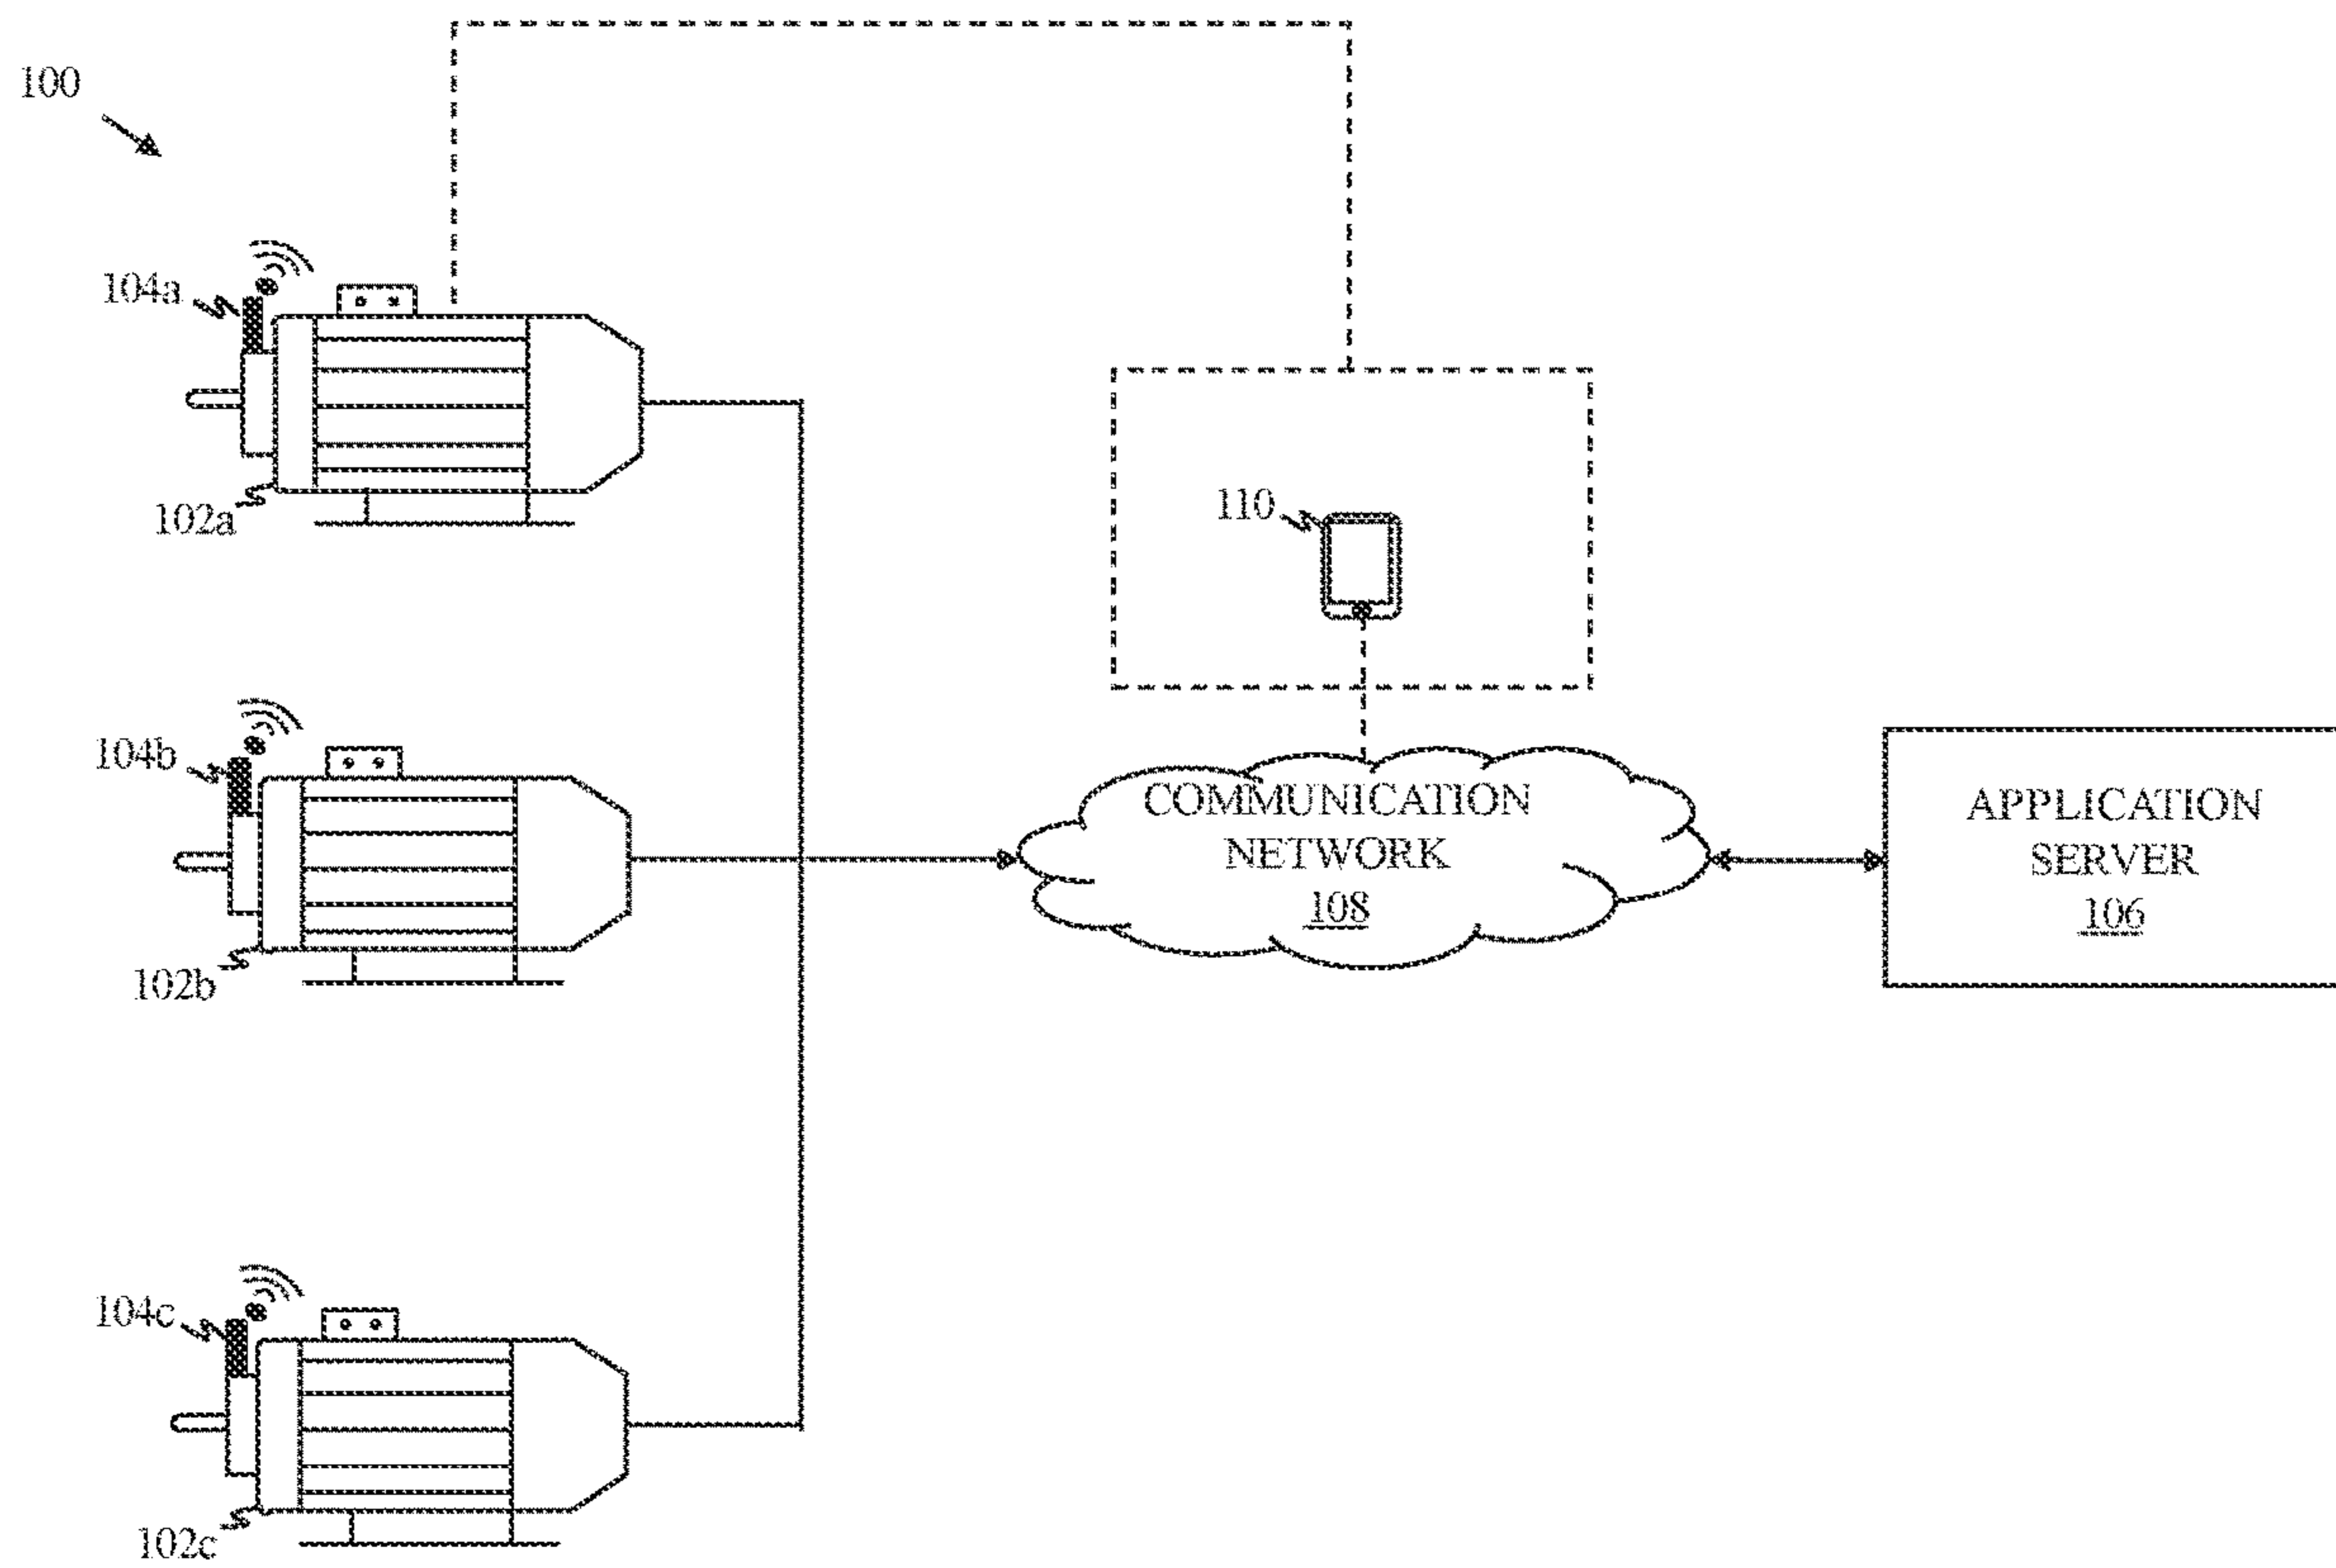 100
104a
102a
110
104b
COMMUNICATION
NETWORK
108
APPLICATION
SERVER
106
102b
104c
102c